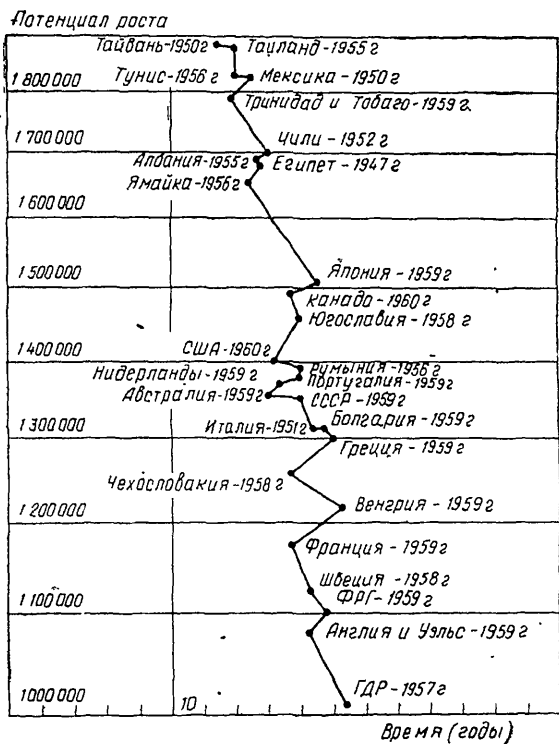 Потенциал роста
Тайвань-1950г Таиланд-1955г
Тунис-1956г Мексика-1950г
1 800 000
Тринидад и Тобаго-1959г.
1 700 000 Чили-1952г
Албания-1955г Египет-1947г
Ямайка-1956г
1 600 000
Япония-1959г
1 500 000
Канада-1960г
Югославия-1958г
1 400 000 США-1960г
Румыния-1956г
Нидерланды-1959г Португалия-1959г
Австралия-1959г СССР-1959г
Болгария-1959г
1 300 000 Италия-1951г
Греция-1959г
Чехословакия-1958г
Венгрия-1959г
1 200 000
Франция-1959г
Швеция-1958г
1 100 000 ФРГ-1959г
Англия и Уэльс-1959г
ГДР-1957г
1 000 000 10
Время (годы)